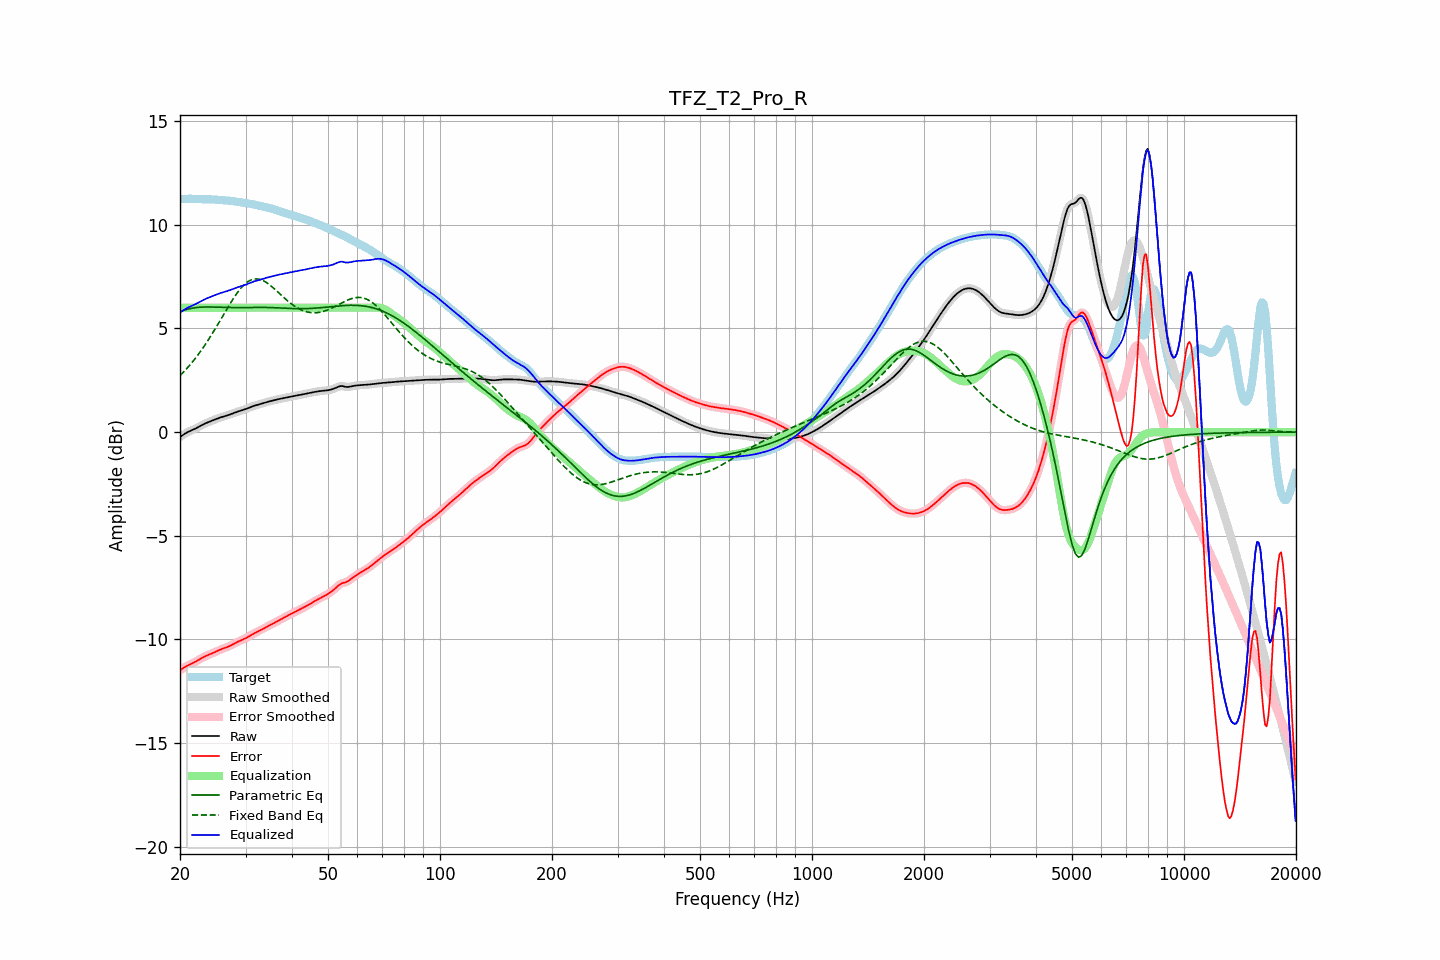 TFZ_T2_Pro_R
15
10
5
0
−5
−10
−15
−20
Amplitude (dBr)
Target
Raw Smoothed
Error Smoothed
Raw
Error
Equalization
Parametric Eq
Fixed Band Eq
Equalized
20
50
100
200
500
1000
2000
5000
10000
20000
Frequency (Hz)